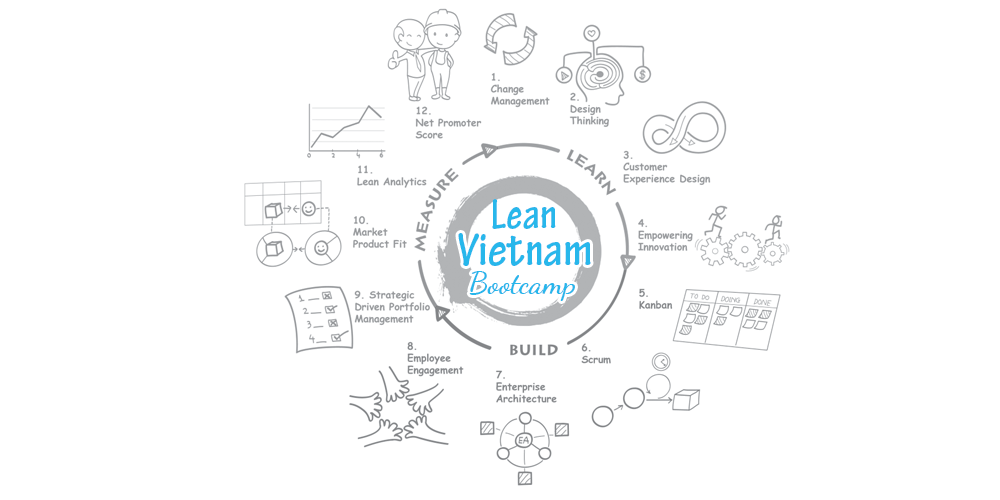 Lean
Vietnam
Bootcamp
LEARN
BUILD
MEASURE
1.
Change
Management
2.
Design
Thinking
$
3.
Customer
Experience Design
4.
Empowering
Innovation
5.
Kanban
TO DO DOING DONE
6.
Scrum
7.
Enterprise
Architecture
EA
8.
Employee
Engagement
9. Strategic
Driven Portfolio
Management
1
2
3
4
10.
Market
Product Fit
11.
Lean Analytics
0 2 4 6
12.
Net Promoter
Score